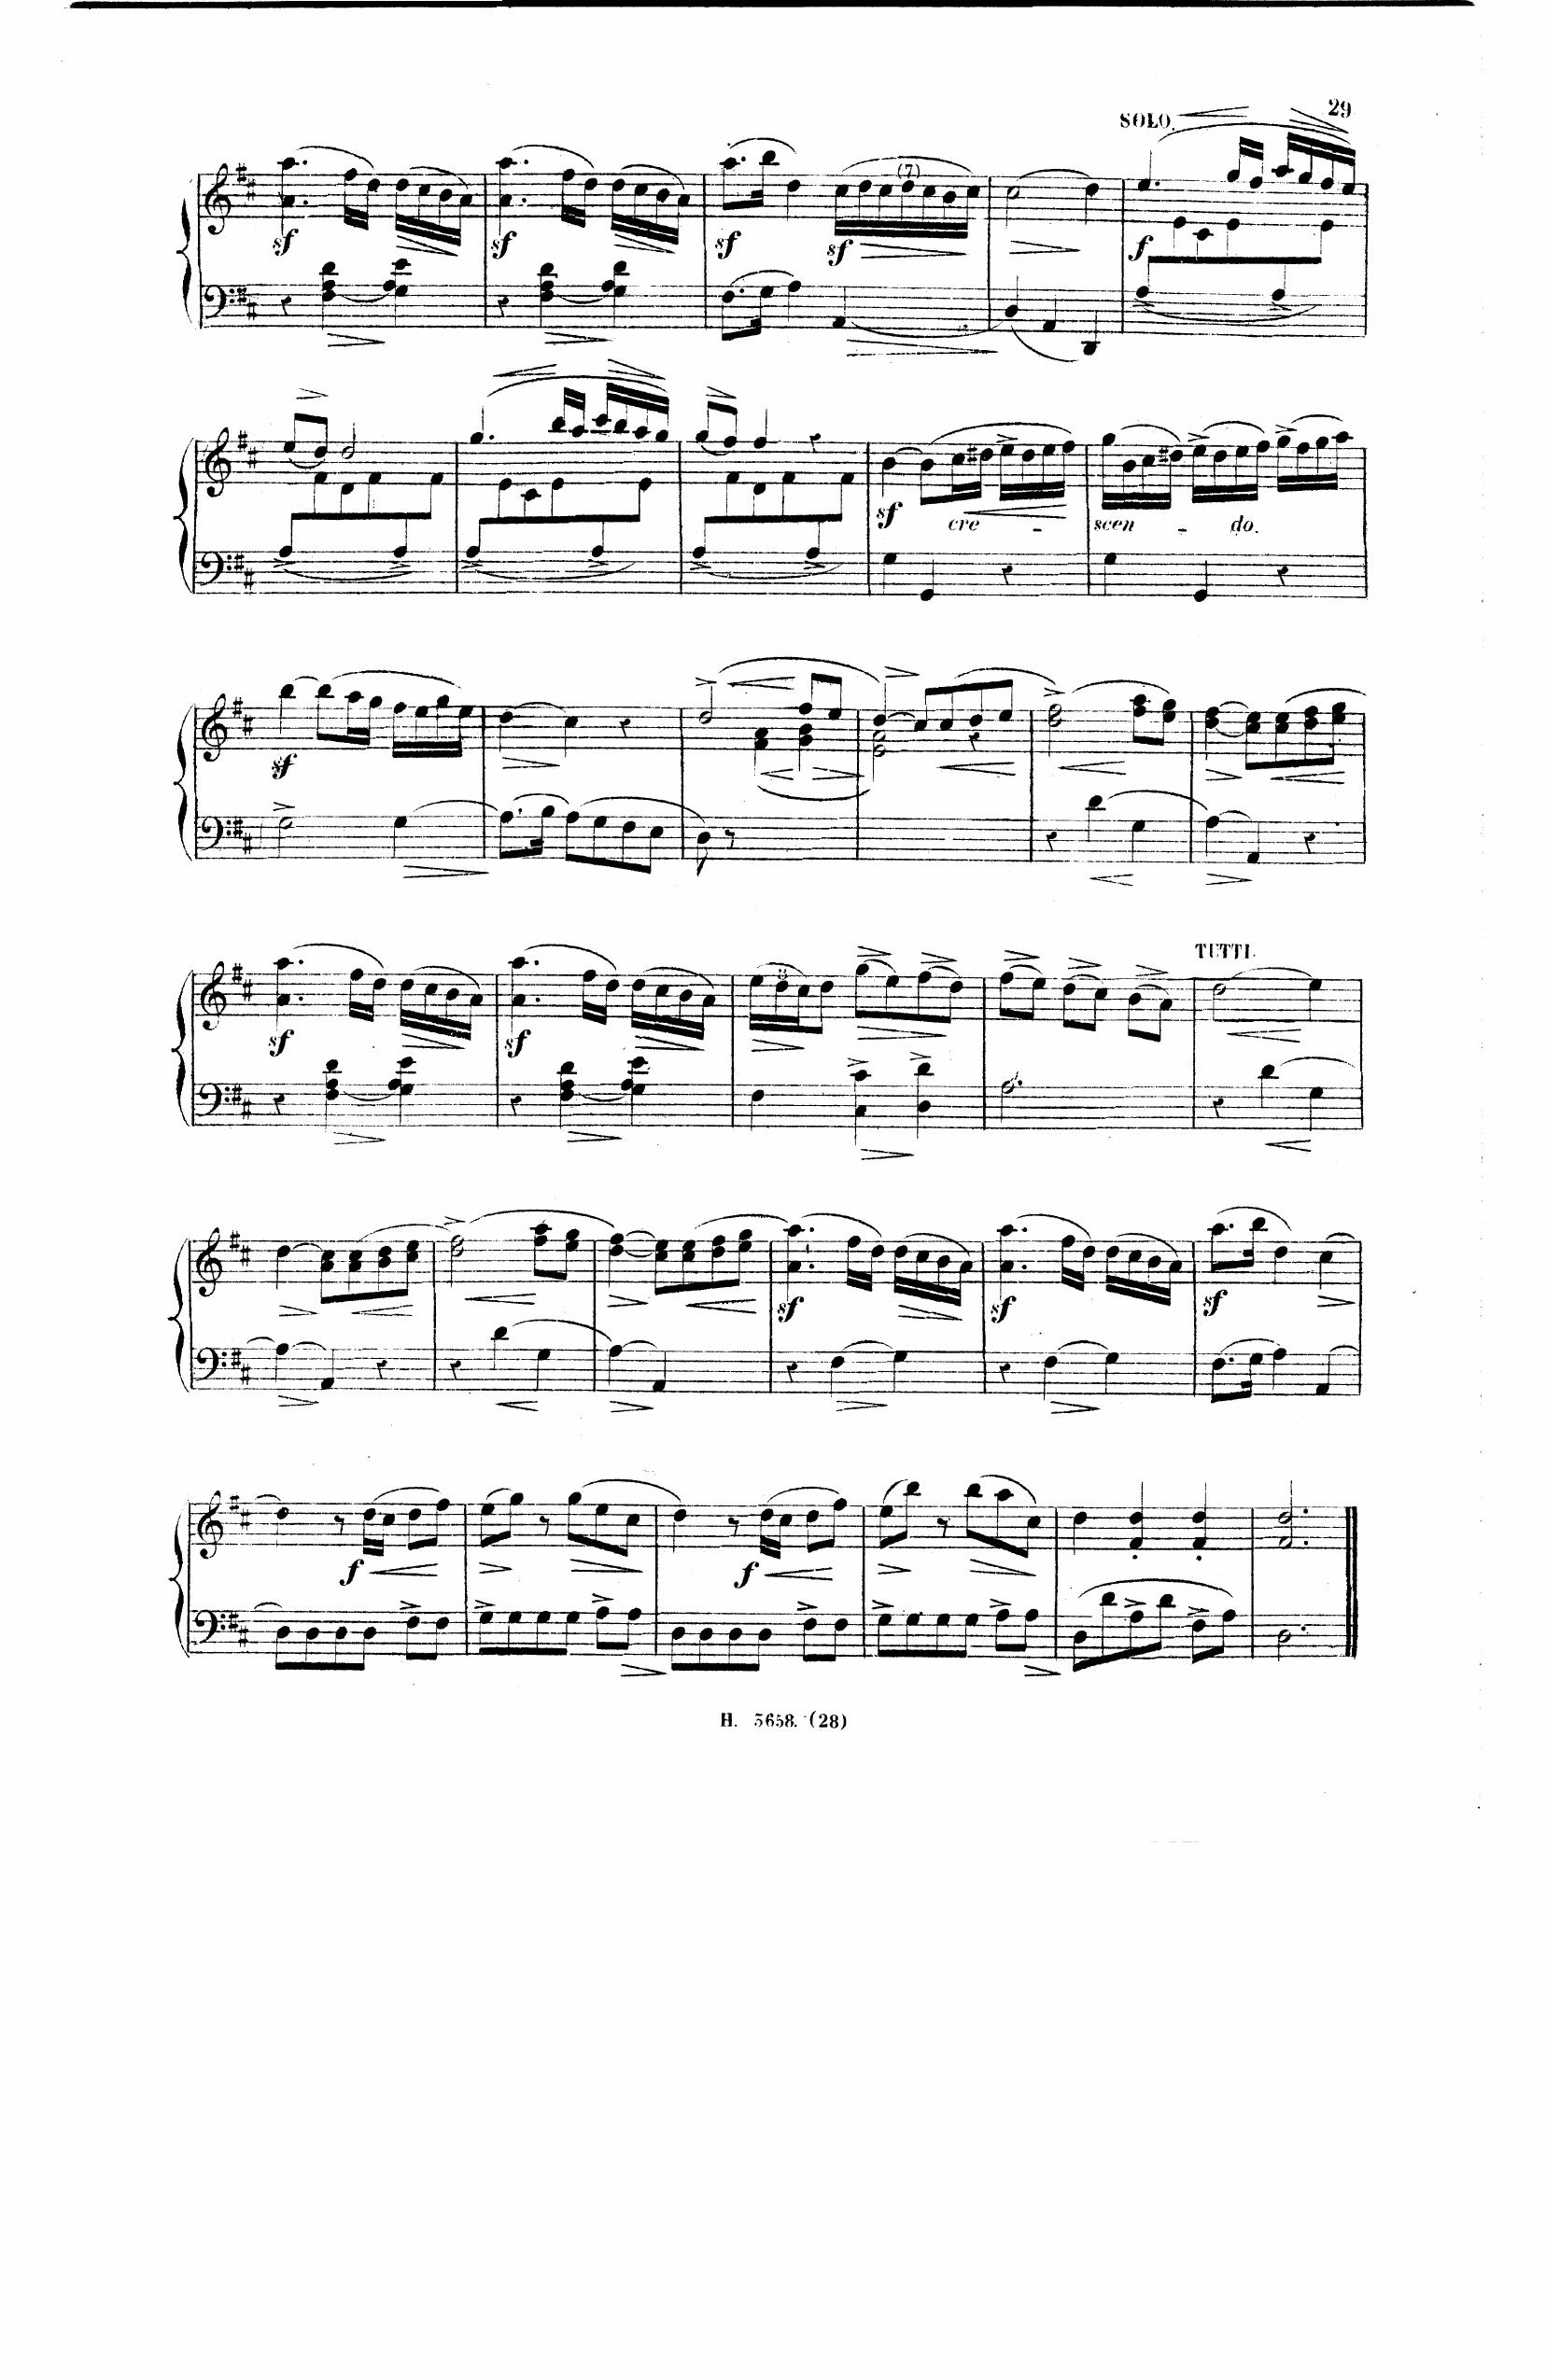 29
SOLO.
sf sf sf (7) sf f
sf cre - scen - do.
sf
TUTTI.
sf sf
sf sf sf
f f
H. 3658. (28)